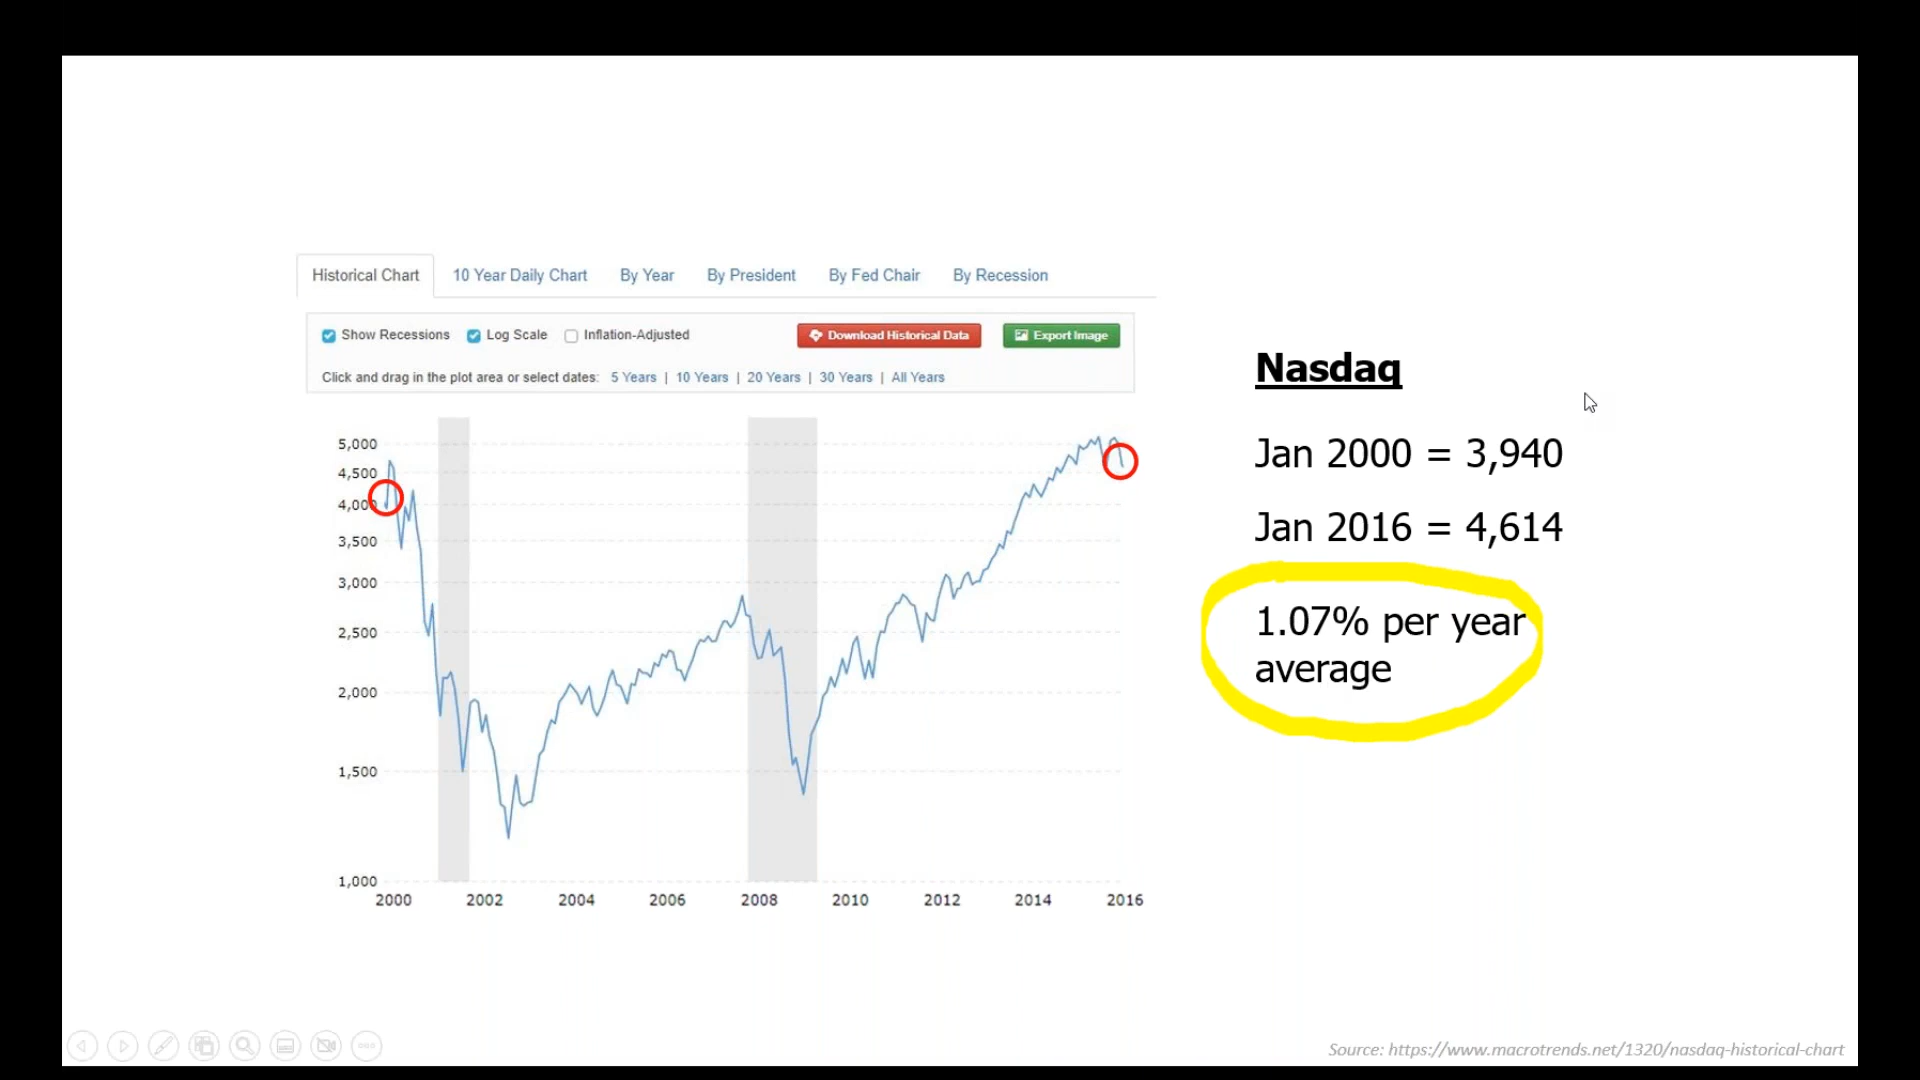 Historical Chart 10 Year Daily Chart By Year By President By Fed Chair By Recession
Show Recessions Log Scale Inflation-Adjusted Download Historical Data Export Image
Click and drag in the plot area or select dates: 5 Years | 10 Years | 20 Years | 30 Years | All Years
5,000
4,500
4,000
3,500
3,000
2,500
2,000
1,500
1,000
2000 2002 2004 2006 2008 2010 2012 2014 2016
Nasdaq
Jan 2000 = 3,940
Jan 2016 = 4,614
1.07% per year
average
Source: https://www.macrotrends.net/1320/nasdaq-historical-chart